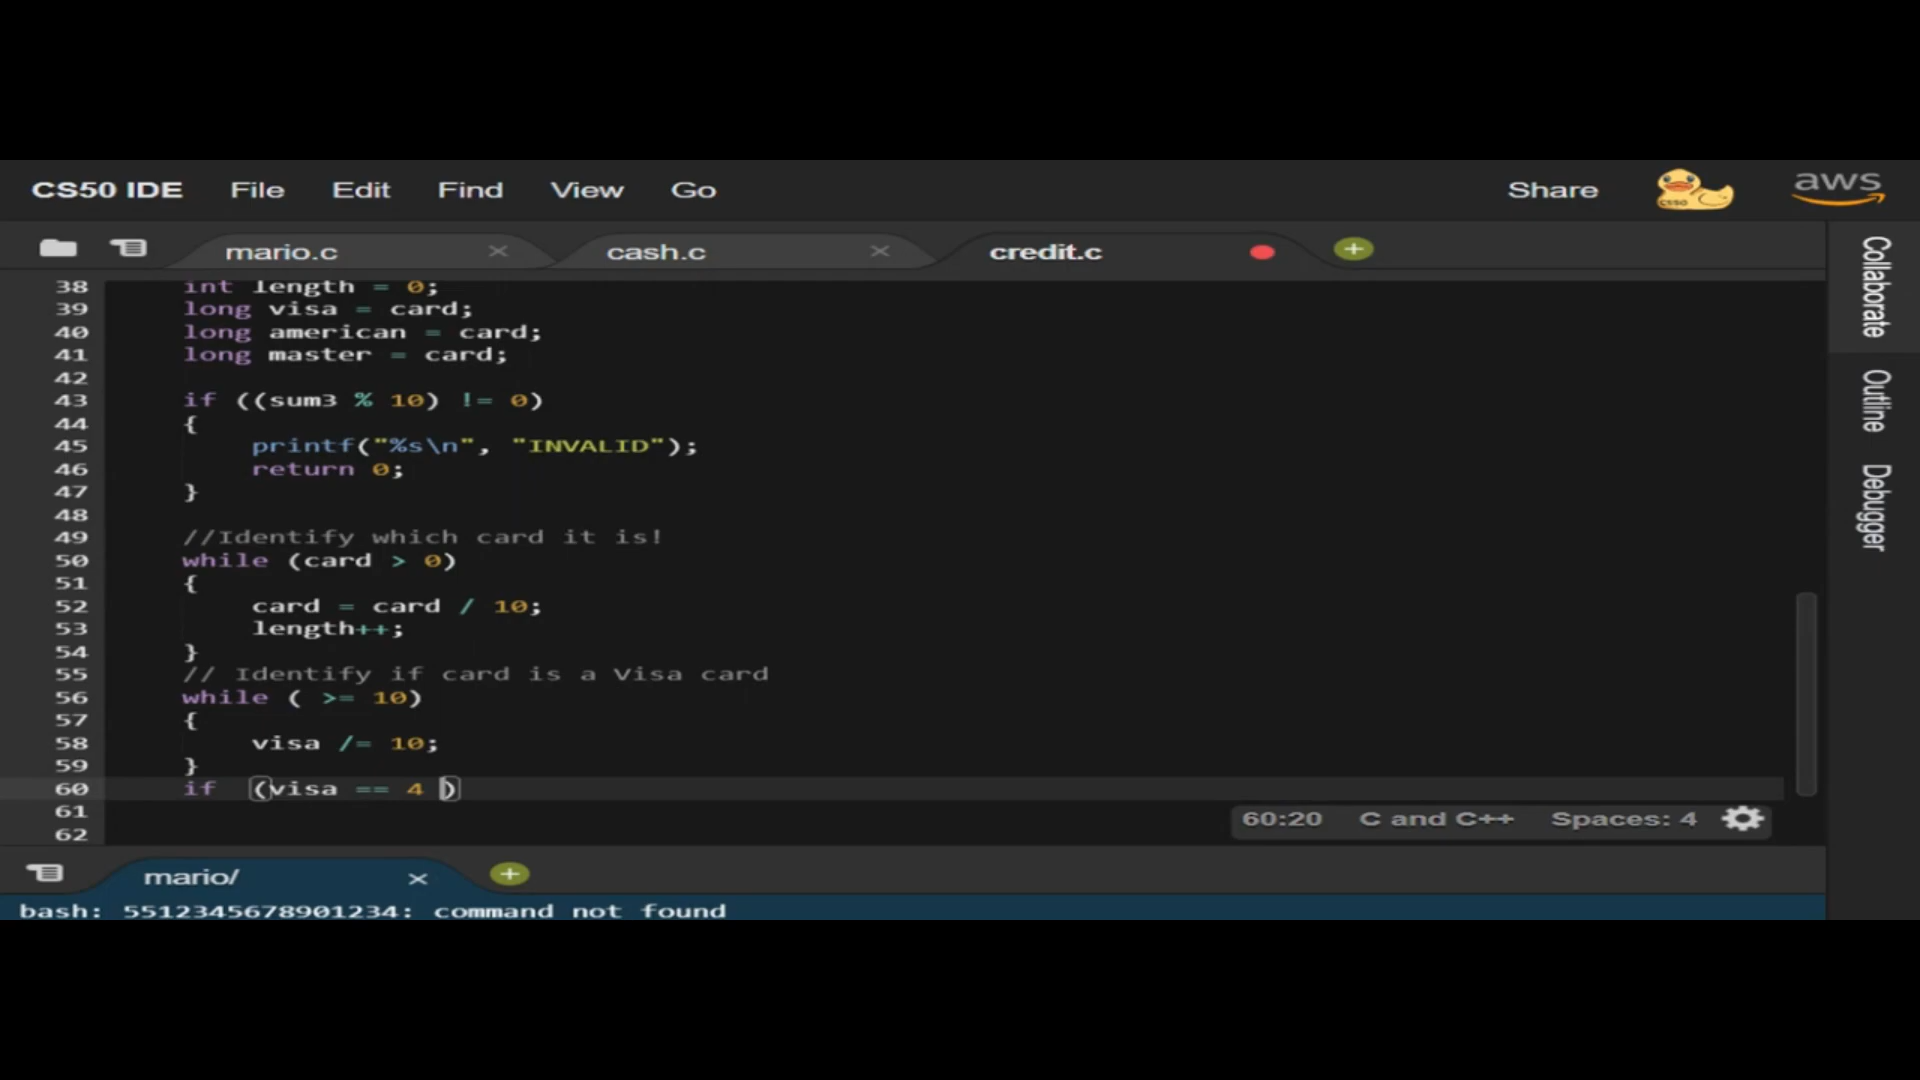 CS50 IDE File Edit Find View Go Share CS50 aws
mario.c × cash.c × credit.c
38 int length = 0;
39 long visa = card;
40 long american = card;
41 long master = card;
42
43 if ((sum3 % 10) != 0)
44 {
45 printf("%s\n", "INVALID");
46 return 0;
47 }
48
49 //Identify which card it is!
50 while (card > 0)
51 {
52 card = card / 10;
53 length++;
54 }
55 // Identify if card is a Visa card
56 while ( >= 10)
57 {
58 visa /= 10;
59 }
60 if (visa == 4 )
61
62
60:20 C and C++ Spaces: 4
mario/ ×
bash: 5512345678901234: command not found
Collaborate
Outline
Debugger